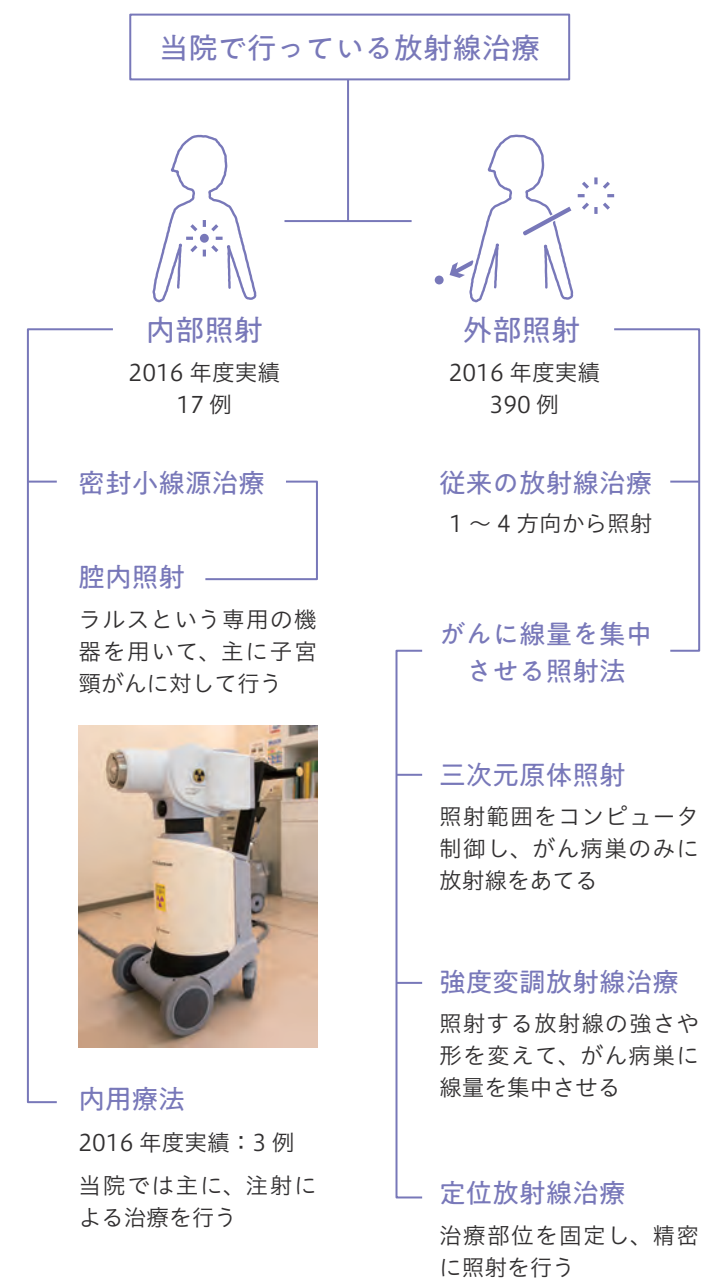 当院で行っている放射線治療
内部照射
2016 年度実績
17 例
密封小線源治療
腔内照射
ラルスという専用の機
器を用いて、主に子宮
頸がんに対して行う
内用療法
2016 年度実績：3 例
当院では主に、注射に
よる治療を行う
外部照射
2016 年度実績
390 例
従来の放射線治療
1 〜 4 方向から照射
がんに線量を集中
させる照射法
三次元原体照射
照射範囲をコンピュータ
制御し、がん病巣のみに
放射線をあてる
強度変調放射線治療
照射する放射線の強さや
形を変えて、がん病巣に
線量を集中させる
定位放射線治療
治療部位を固定し、精密
に照射を行う